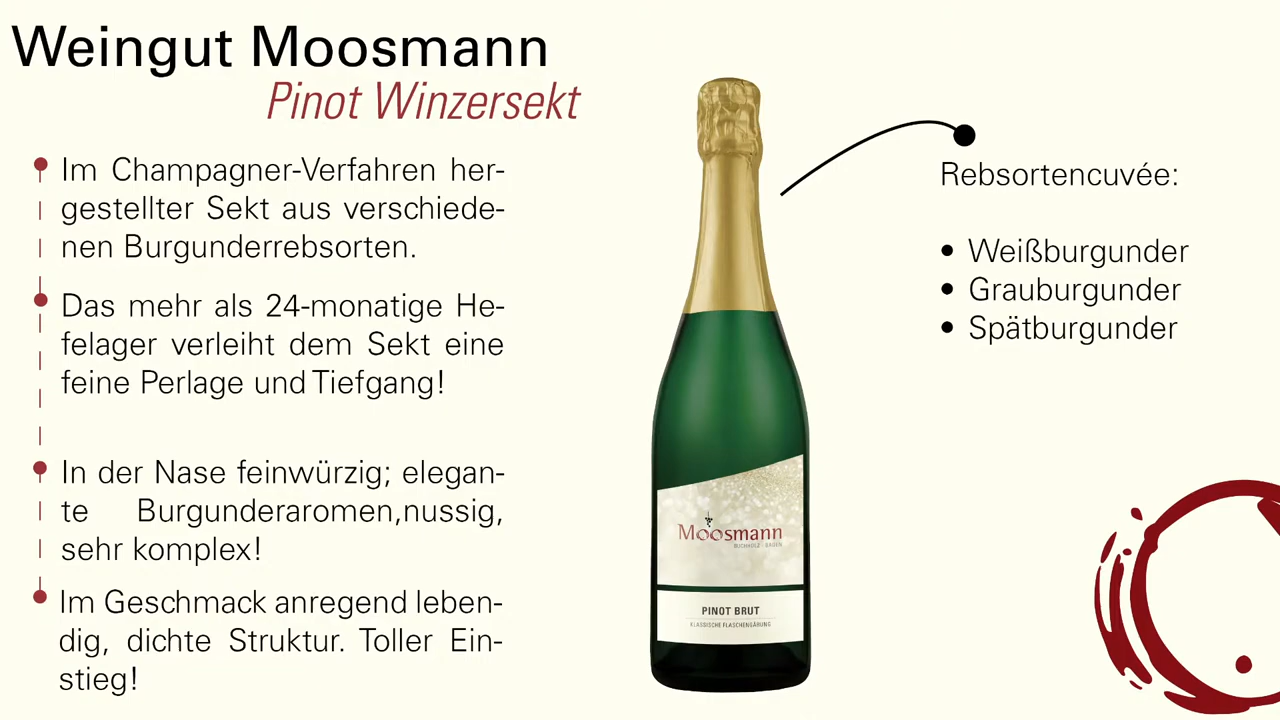 Weingut Moosmann
Pinot Winzersekt
Im Champagner-Verfahren her-
gestellter Sekt aus verschiede-
nen Burgunderrebsorten.
Das mehr als 24-monatige He-
felager verleiht dem Sekt eine
feine Perlage und Tiefgang!
In der Nase feinwürzig; elegan-
te Burgunderaromen,nussig,
sehr komplex!
Im Geschmack anregend leben-
dig, dichte Struktur. Toller Ein-
stieg!
Moosmann
BUCHHOLZ · BADEN
PINOT BRUT
KLASSISCHE FLASCHENGÄRUNG
Rebsortencuvée:
• Weißburgunder
• Grauburgunder
• Spätburgunder